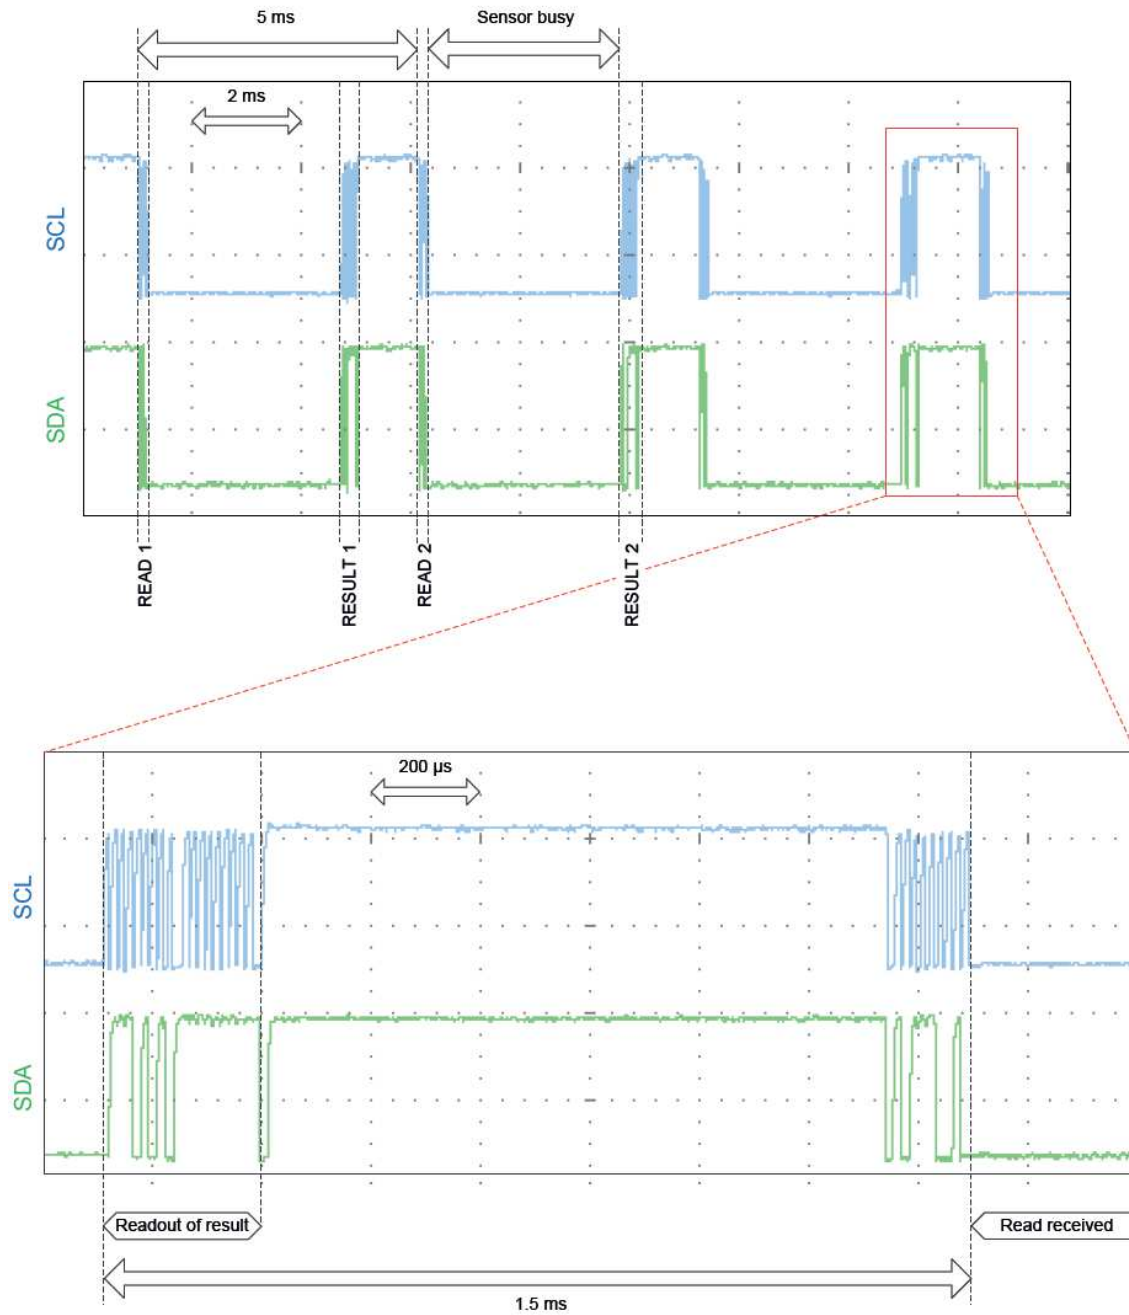 5 ms
Sensor busy
2 ms
SCL
SDA
READ 1
RESULT 1
READ 2
RESULT 2
200 µs
SCL
SDA
Readout of result
Read received
1.5 ms